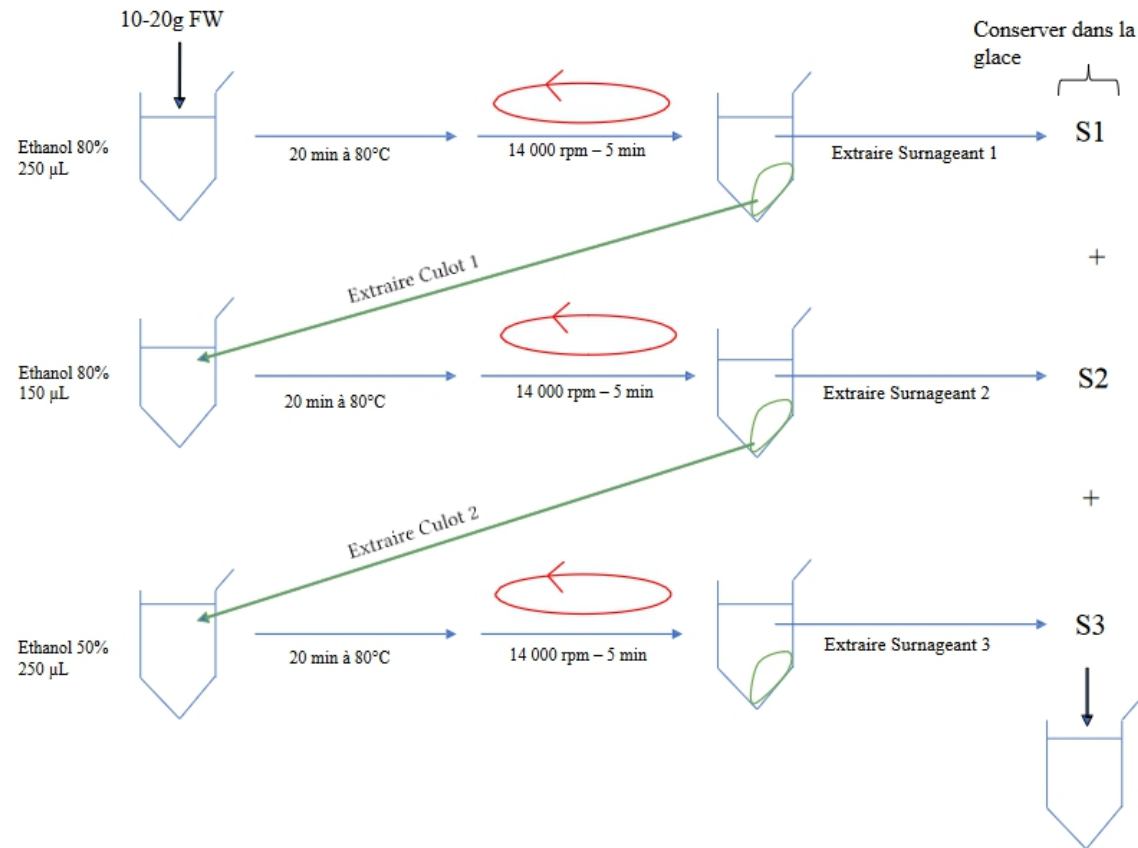 10-20g FW
Conserver dans la
glace
Ethanol 80%
250 µL
20 min à 80°C
14 000 rpm – 5 min
Extraire Surnageant 1
S1
+
Extraire Culot 1
Ethanol 80%
150 µL
20 min à 80°C
14 000 rpm – 5 min
Extraire Surnageant 2
S2
+
Extraire Culot 2
Ethanol 50%
250 µL
20 min à 80°C
14 000 rpm – 5 min
Extraire Surnageant 3
S3